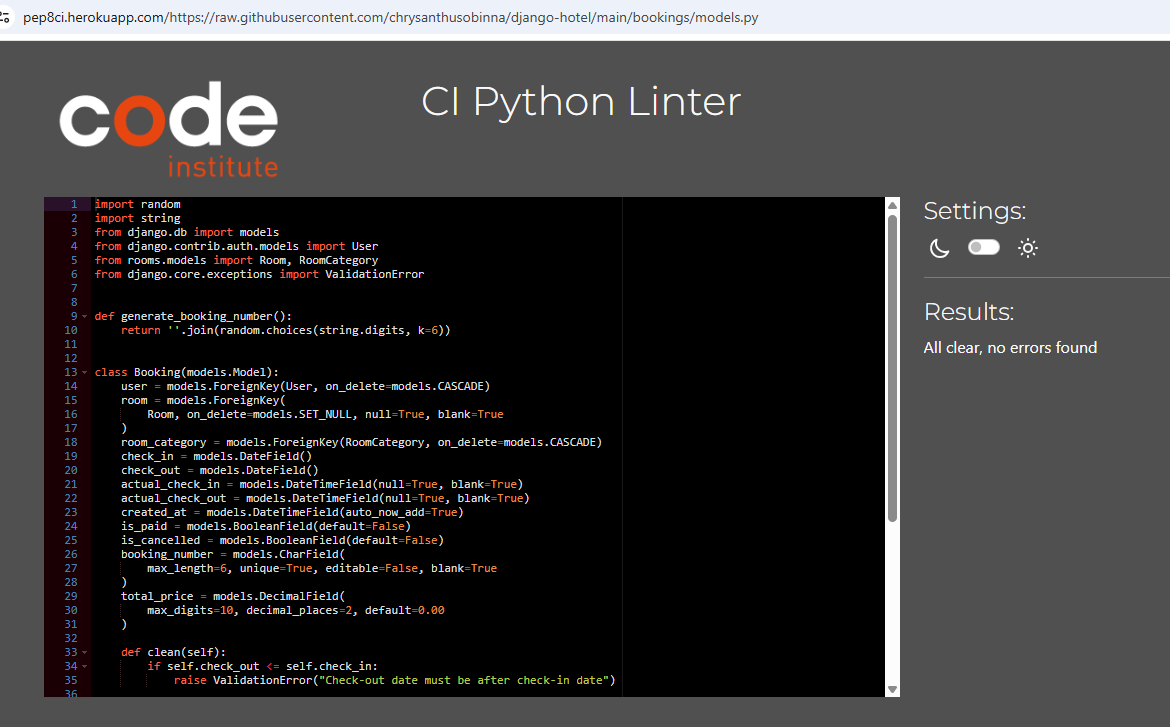 pep8ci.herokuapp.com/https://raw.githubusercontent.com/chrysanthusobinna/django-hotel/main/bookings/models.py
code
institute
CI Python Linter
1 import random
2 import string
3 from django.db import models
4 from django.contrib.auth.models import User
5 from rooms.models import Room, RoomCategory
6 from django.core.exceptions import ValidationError
7
8
9 def generate_booking_number():
10     return ''.join(random.choices(string.digits, k=6))
11
12
13 class Booking(models.Model):
14     user = models.ForeignKey(User, on_delete=models.CASCADE)
15     room = models.ForeignKey(
16         Room, on_delete=models.SET_NULL, null=True, blank=True
17     )
18     room_category = models.ForeignKey(RoomCategory, on_delete=models.CASCADE)
19     check_in = models.DateField()
20     check_out = models.DateField()
21     actual_check_in = models.DateTimeField(null=True, blank=True)
22     actual_check_out = models.DateTimeField(null=True, blank=True)
23     created_at = models.DateTimeField(auto_now_add=True)
24     is_paid = models.BooleanField(default=False)
25     is_cancelled = models.BooleanField(default=False)
26     booking_number = models.CharField(
27         max_length=6, unique=True, editable=False, blank=True
28     )
29     total_price = models.DecimalField(
30         max_digits=10, decimal_places=2, default=0.00
31     )
32
33     def clean(self):
34         if self.check_out <= self.check_in:
35             raise ValidationError("Check-out date must be after check-in date")
36
Settings:
Results:
All clear, no errors found